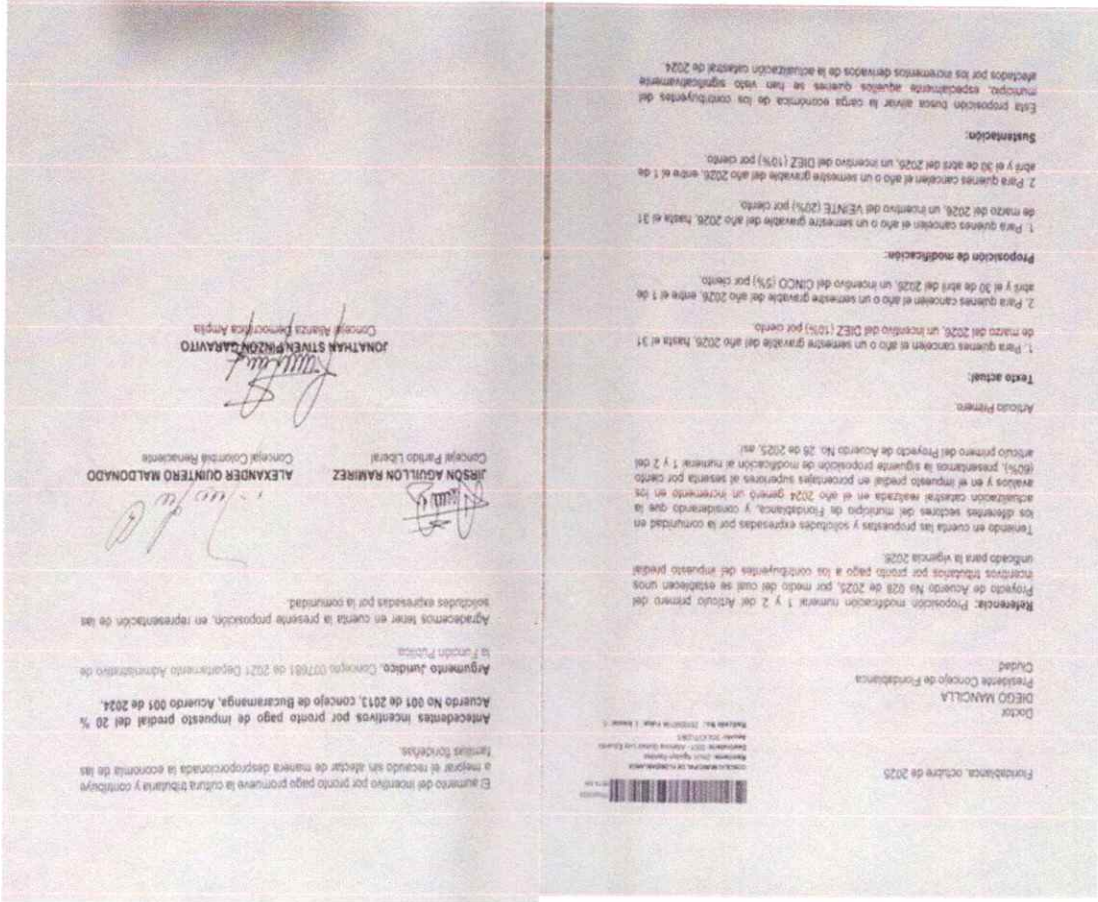 Floridablanca, octubre de 2025
CONCEJO MUNICIPAL DE FLORIDABLANCA
Doctor
DIEGO MANCILLA
Presidente Concejo de Floridablanca
Ciudad
Referencia: Proposición modificación numeral 1 y 2 del Artículo primero del
Proyecto de Acuerdo No 028 de 2025, por medio del cual se establecen unos
incentivos tributarios por pronto pago a los contribuyentes del impuesto predial
unificado para la vigencia 2026.
Teniendo en cuenta las propuestas y solicitudes expresadas por la comunidad en
los diferentes sectores del municipio de Floridablanca, y considerando que la
actualización catastral realizada en el año 2024 generó un incremento en los
avalúos y en el impuesto predial en porcentajes superiores al sesenta por ciento
(60%), presentamos la siguiente proposición de modificación al numeral 1 y 2 del
artículo primero del Proyecto de Acuerdo No. 28 de 2025, así:
Artículo Primero.
Texto actual:
1. Para quienes cancelen el año o un semestre gravable del año 2026, hasta el 31
de marzo del 2026, un incentivo del DIEZ (10%) por ciento.
2. Para quienes cancelen el año o un semestre gravable del año 2026, entre el 1 de
abril y el 30 de abril del 2026, un incentivo del CINCO (5%) por ciento.
Proposición de modificación:
1. Para quienes cancelen el año o un semestre gravable del año 2026, hasta el 31
de marzo del 2026, un incentivo del VEINTE (20%) por ciento.
2. Para quienes cancelen el año o un semestre gravable del año 2026, entre el 1 de
abril y el 30 de abril del 2026, un incentivo del DIEZ (10%) por ciento.
Sustentación:
Esta proposición busca aliviar la carga económica de los contribuyentes del
municipio, especialmente aquellos quienes se han visto significativamente
afectados por los incrementos derivados de la actualización catastral de 2024.
El aumento del incentivo por pronto pago promueve la cultura tributaria y contribuye
a mejorar el recaudo sin afectar de manera desproporcionada la economía de las
familias florideñas.
Antecedentes incentivos por pronto pago de impuesto predial del 20 %
Acuerdo No 001 de 2013, concejo de Bucaramanga, Acuerdo 001 de 2024.
Argumento Jurídico. Concepto 007681 de 2021 Departamento Administrativo de
la Función Pública
Agradecemos tener en cuenta la presente proposición, en representación de las
solicitudes expresadas por la comunidad.
JIRSON AGUILLON RAMIREZ
Concejal Partido Liberal
ALEXANDER QUINTERO MALDONADO
Concejal Colombia Renaciente
JONATHAN STIVEN PINZÓN GARAVITO
Concejal Alianza Democrática Amplia